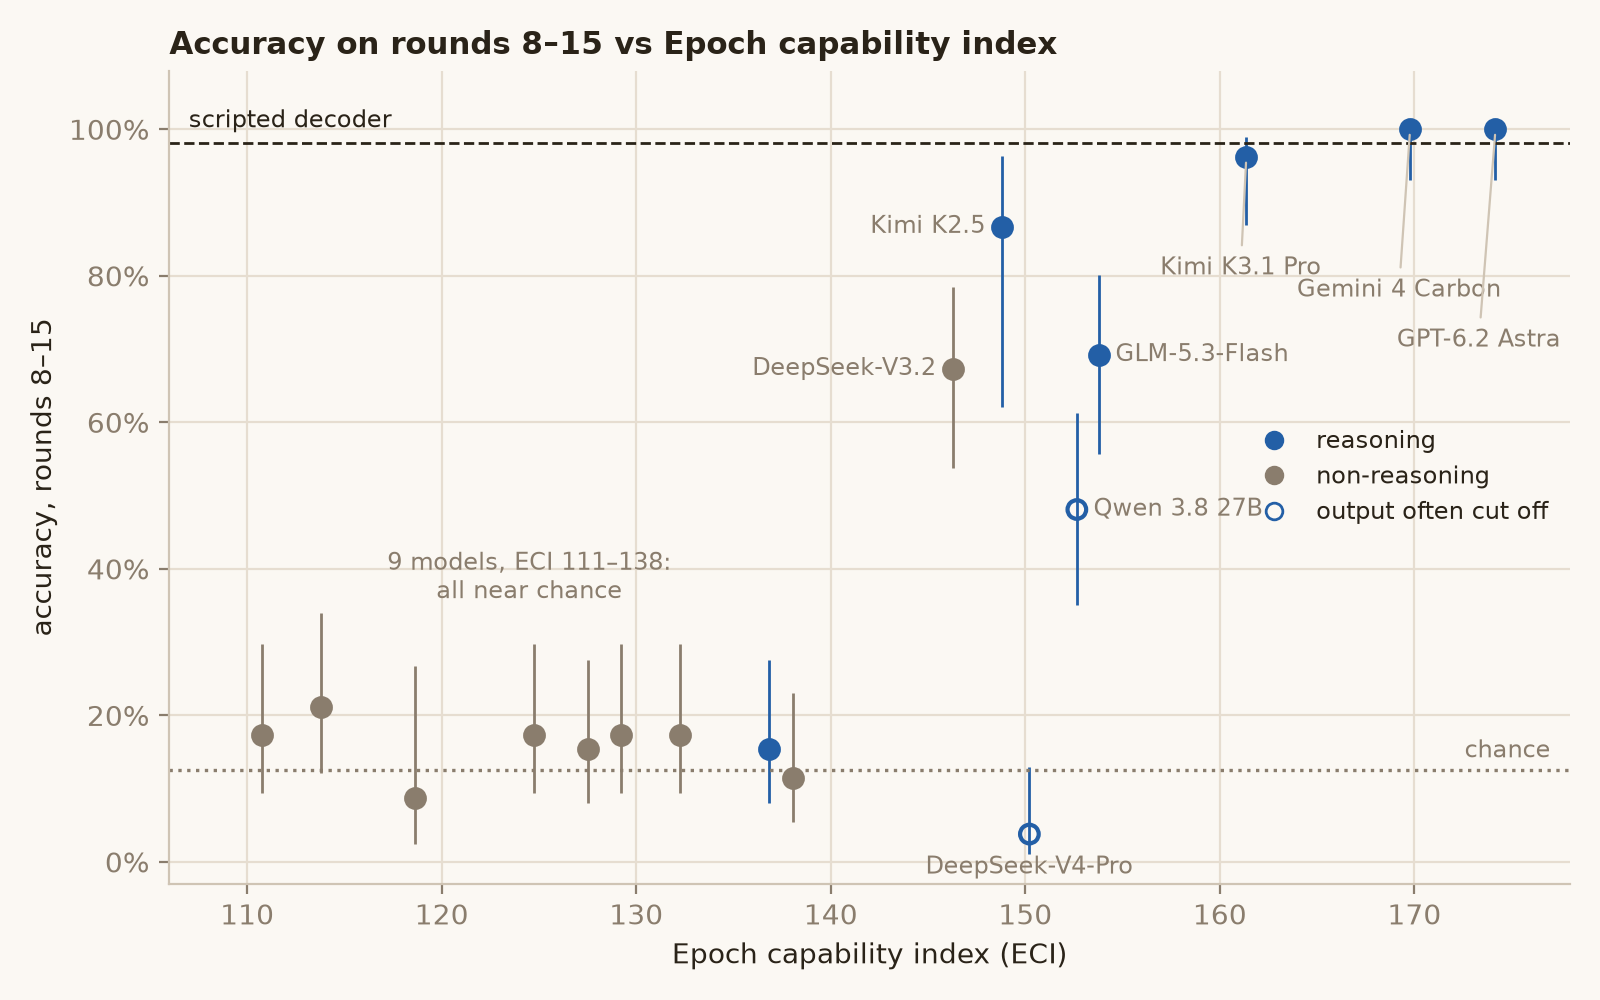 Accuracy on rounds 8–15 vs Epoch capability index
scripted decoder
100%
80%
60%
40%
20%
0%
accuracy, rounds 8–15
Kimi K2.5
Kimi K3.1 Pro
Gemini 4 Carbon
GPT-6.2 Astra
DeepSeek-V3.2
GLM-5.3-Flash
reasoning
non-reasoning
output often cut off
Qwen 3.8 27B
9 models, ECI 111–138:
all near chance
chance
DeepSeek-V4-Pro
110
120
130
140
150
160
170
Epoch capability index (ECI)